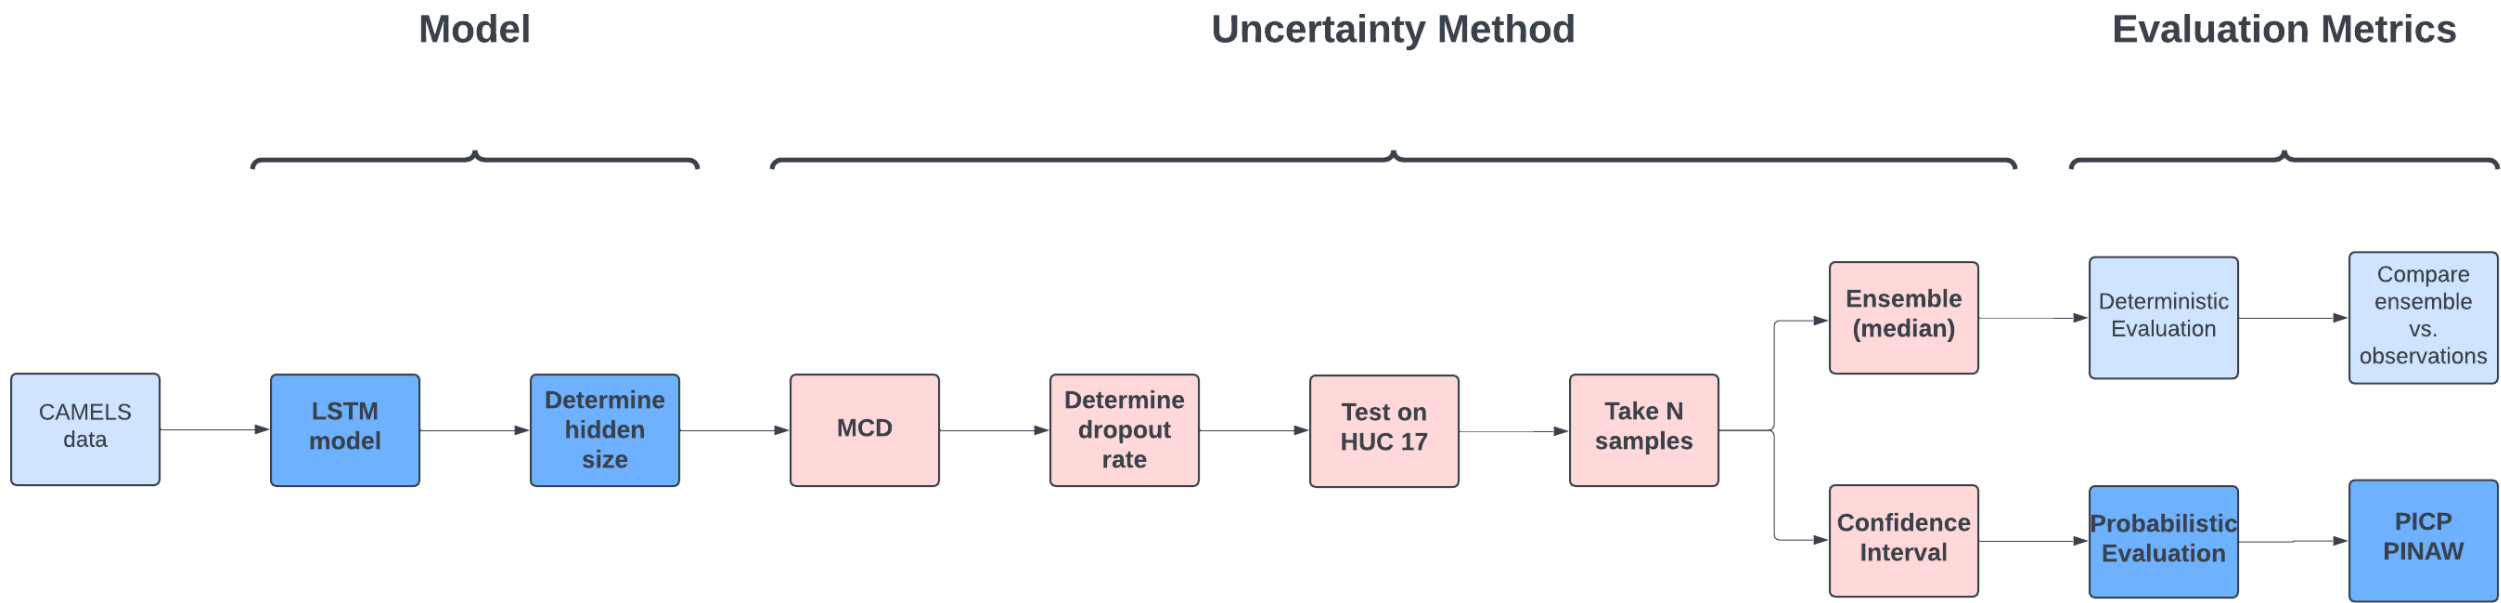 Model
Uncertainty Method
Evaluation Metrics
CAMELS
data
LSTM
model
Determine
hidden
size
MCD
Determine
dropout
rate
Test on
HUC 17
Take N
samples
Ensemble
(median)
Deterministic
Evaluation
Compare
ensemble
vs.
observations
Confidence
Interval
Probabilistic
Evaluation
PICP
PINAW